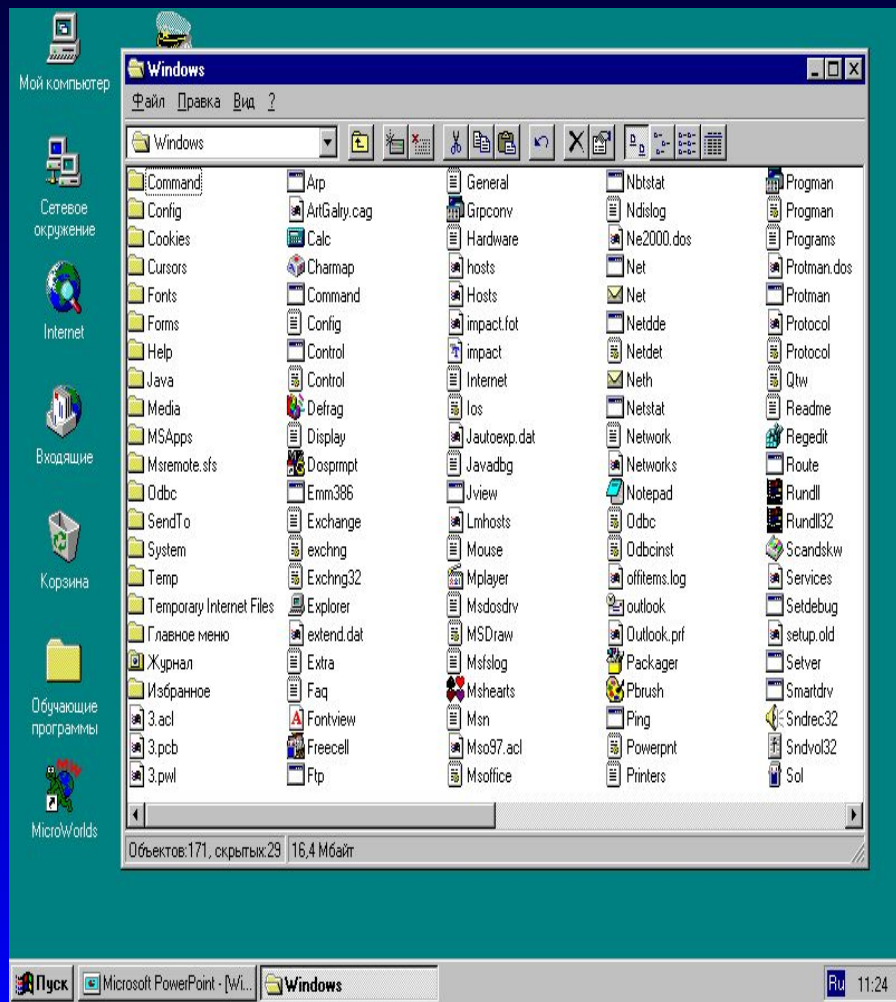 Мой компьютер
Сетевое
окружение
Internet
Входящие
Корзина
Обучающие
программы
MW
MicroWorlds
Windows
Файл Правка Вид ?
Windows
Command
Config
Cookies
Cursors
Fonts
Forms
Help
Java
Media
MSApps
Msremote.sfs
Odbc
SendTo
System
Temp
Temporary Internet Files
Главное меню
Журнал
Избранное
3.acl
3.pcb
3.pwl
Arp
ArtGalry.cag
Calc
Charmap
Command
Config
Control
Control
Defrag
Display
Dosprmpt
Emm386
Exchange
exchng
Exchng32
Explorer
extend.dat
Extra
Faq
Fontview
Freecell
Ftp
General
Grpconv
Hardware
hosts
Hosts
impact.fot
impact
Internet
Ios
Jautoexp.dat
Javadbg
Jview
Lmhosts
Mouse
Mplayer
Msdosdrv
MSDraw
Msfslog
Mshearts
Msn
Mso97.acl
Msoffice
Nbtstat
Ndislog
Ne2000.dos
Net
Net
Netdde
Netdet
Neth
Netstat
Network
Networks
Notepad
Odbc
Odbcinst
offitems.log
outlook
Outlook.prf
Packager
Pbrush
Ping
Powerpnt
Printers
Progman
Progman
Programs
Protman.dos
Protman
Protocol
Protocol
Qtw
Readme
Regedit
Route
Rundll
Rundll32
Scandskw
Services
Setdebug
setup.old
Setver
Smartdrv
Sndrec32
Sndvol32
Sol
Объектов:171, скрытых:29 16,4 Мбайт
Пуск Microsoft PowerPoint - [Wi... Windows Ru 11:24